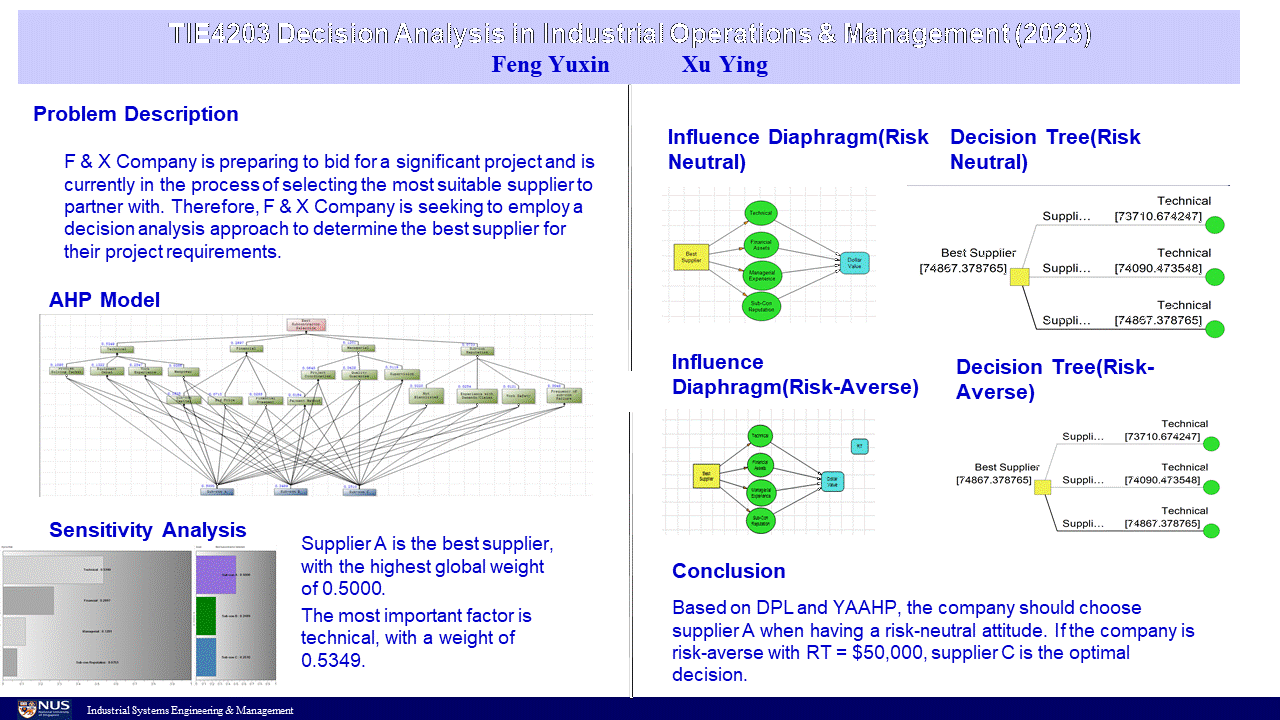 TIE4203 Decision Analysis in Industrial Operations & Management (2023)
Feng Yuxin Xu Ying
Problem Description
F & X Company is preparing to bid for a significant project and is
currently in the process of selecting the most suitable supplier to
partner with. Therefore, F & X Company is seeking to employ a
decision analysis approach to determine the best supplier for
their project requirements.
AHP Model
Sensitivity Analysis
Supplier A is the best supplier,
with the highest global weight
of 0.5000.
The most important factor is
technical, with a weight of
0.5349.
Influence Diaphragm(Risk
Neutral)
Technical
Financial
Assets
Best
Supplier
Managerial
Experience
Sub-Con
Reputation
Dollar
Value
Decision Tree(Risk
Neutral)
Technical
Suppli... [73710.674247]
Best Supplier
[74867.378765]
Technical
Suppli... [74090.473548]
Technical
Suppli... [74867.378765]
Influence
Diaphragm(Risk-Averse)
Technical
RT
Financial
Assets
Best
Supplier
Managerial
Experience
Sub-Con
Reputation
Dollar
Value
Decision Tree(Risk-
Averse)
Technical
Suppli... [73710.674247]
Best Supplier
[74867.378765]
Technical
Suppli... [74090.473548]
Technical
Suppli... [74867.378765]
Conclusion
Based on DPL and YAAHP, the company should choose
supplier A when having a risk-neutral attitude. If the company is
risk-averse with RT = $50,000, supplier C is the optimal
decision.
NUS
National University
of Singapore
Industrial Systems Engineering & Management